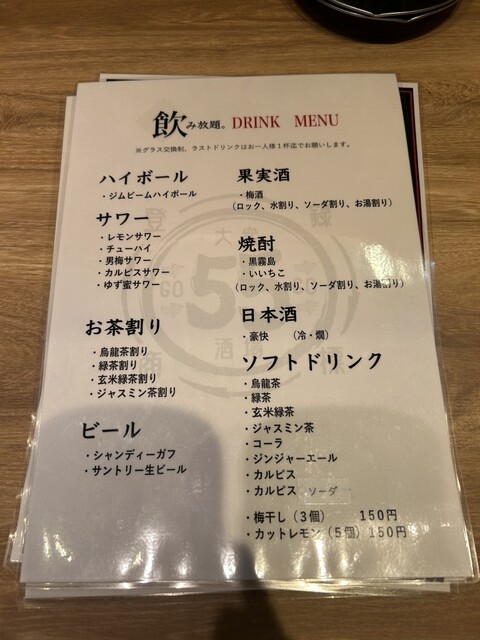 飲み放題。DRINK MENU
※グラス交換制、ラストドリンクはお一人様1杯迄でお願いします。
ハイボール
・ジムビームハイボール
サワー
・レモンサワー
・チューハイ
・男梅サワー
・カルピスサワー
・ゆず蜜サワー
お茶割り
・烏龍茶割り
・緑茶割り
・玄米緑茶割り
・ジャスミン茶割り
ビール
・シャンディーガフ
・サントリー生ビール
果実酒
・梅酒
(ロック、水割り、ソーダ割り、お湯割り)
焼酎
・黒霧島
・いいちこ
(ロック、水割り、ソーダ割り、お湯割り)
日本酒
・豪快 (冷・燗)
ソフトドリンク
・烏龍茶
・緑茶
・玄米緑茶
・ジャスミン茶
・コーラ
・ジンジャーエール
・カルピス
・カルピス ソーダ
・梅干し(3個) 150円
・カットレモン(5個)150円
大
55
GO GO
酒